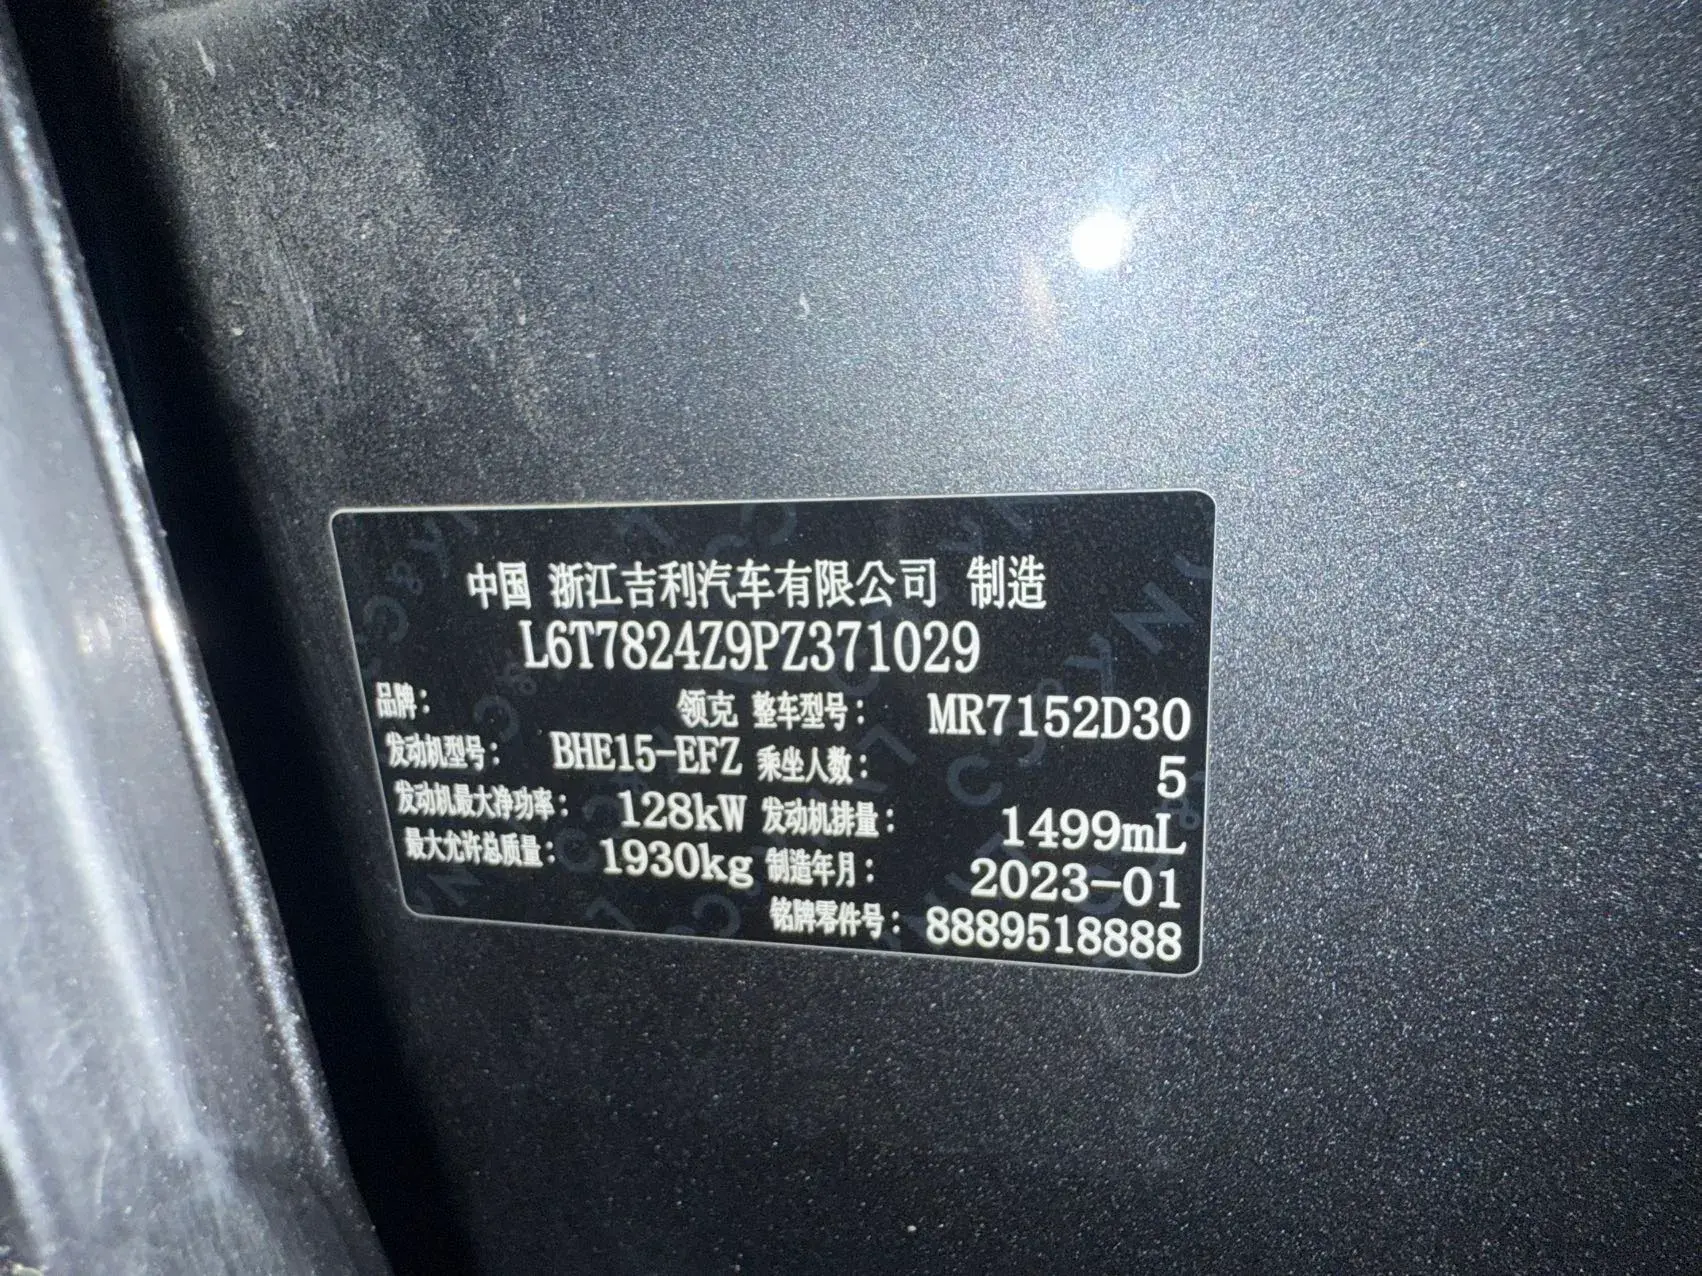 中国 浙江吉利汽车有限公司 制造
L6T7824Z9PZ371029
品牌： 领克 整车型号： MR7152D30
发动机型号： BHE15-EFZ 乘坐人数： 5
发动机最大净功率： 128kW 发动机排量： 1499mL
最大允许总质量： 1930kg 制造年月： 2023-01
铭牌零件号： 8889518888